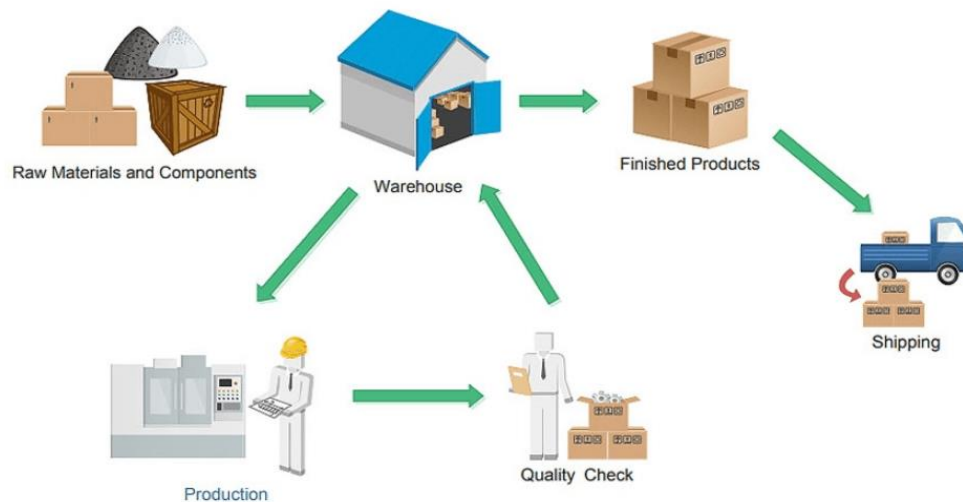 Raw Materials and Components
Warehouse
Finished Products
Shipping
Production
Quality Check